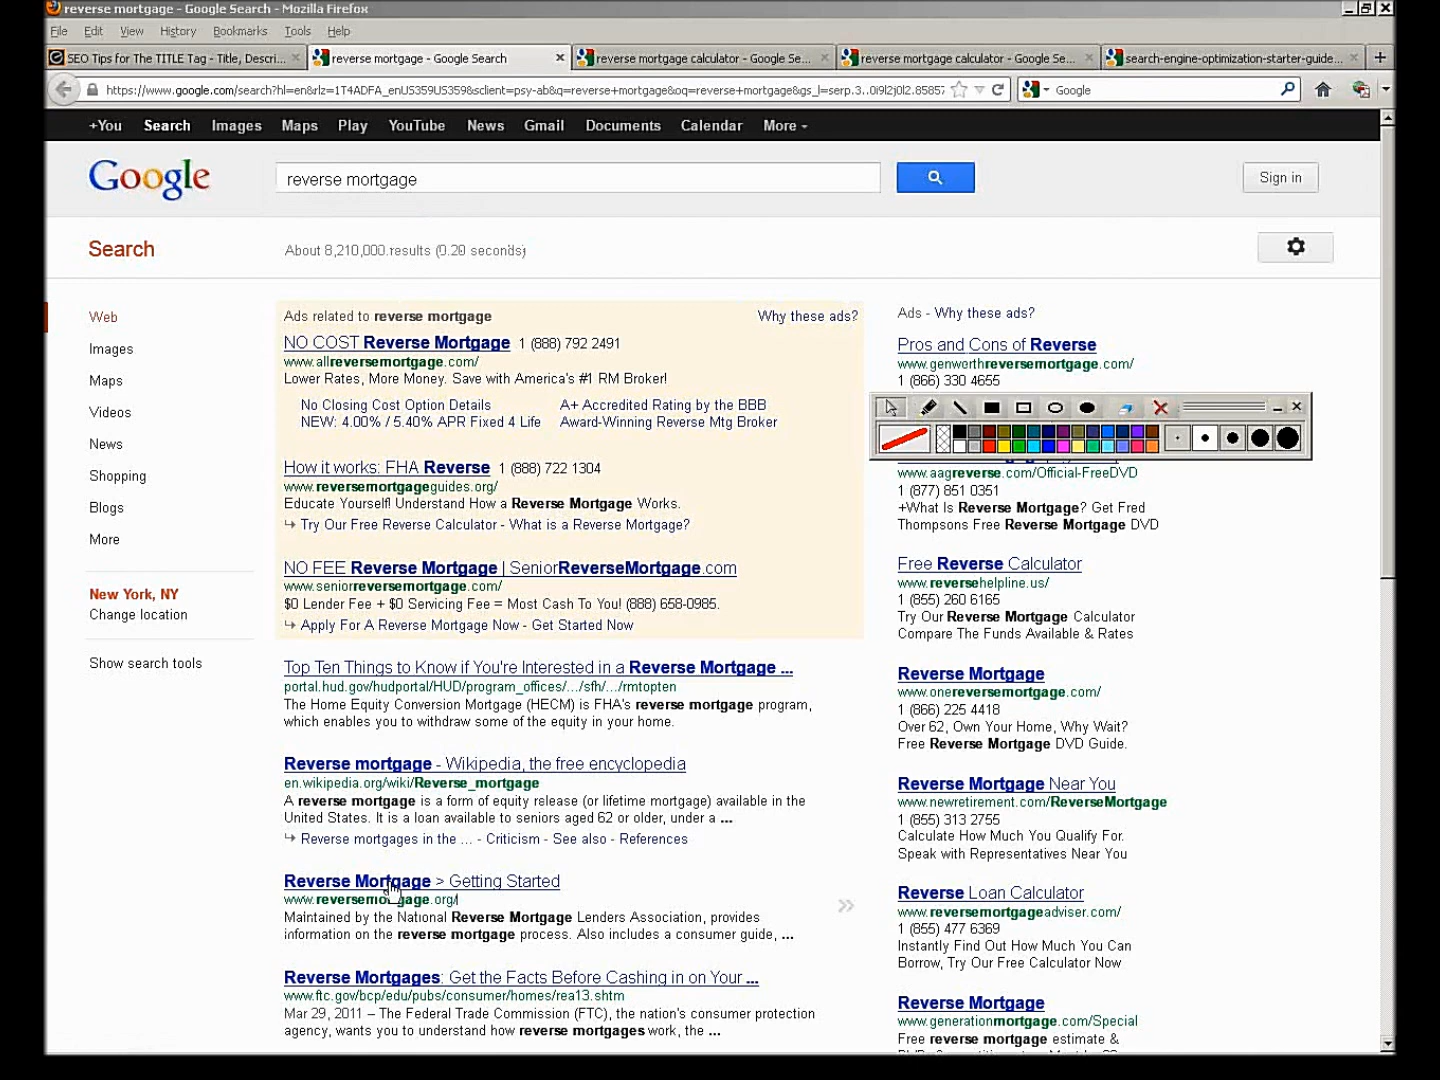 reverse mortgage - Google Search - Mozilla Firefox
File Edit View History Bookmarks Tools Help
SEO Tips for The TITLE Tag - Title, Descri...
reverse mortgage - Google Search
reverse mortgage calculator - Google Se...
reverse mortgage calculator - Google Se...
search-engine-optimization-starter-guide...
https://www.google.com/search?hl=en&rlz=1T4ADFA_enUS359US359&sclient=psy-ab&q=reverse+mortgage&oq=reverse+mortgage&gs_l=serp.3..0i9l2j0l2.85857
Google
+You Search Images Maps Play YouTube News Gmail Documents Calendar More
Google
reverse mortgage
Sign in
Search
About 8,210,000 results (0.20 seconds)
Web
Images
Maps
Videos
News
Shopping
Blogs
More
New York, NY
Change location
Show search tools
Ads related to reverse mortgage
Why these ads?
NO COST Reverse Mortgage 1 (888) 792 2491
www.allreversemortgage.com/
Lower Rates, More Money. Save with America's #1 RM Broker!
No Closing Cost Option Details
A+ Accredited Rating by the BBB
NEW: 4.00% / 5.40% APR Fixed 4 Life
Award-Winning Reverse Mtg Broker
How it works: FHA Reverse 1 (888) 722 1304
www.reversemortgageguides.org/
Educate Yourself! Understand How a Reverse Mortgage Works.
Try Our Free Reverse Calculator - What is a Reverse Mortgage?
NO FEE Reverse Mortgage | SeniorReverseMortgage.com
www.seniorreversemortgage.com/
$0 Lender Fee + $0 Servicing Fee = Most Cash To You! (888) 658-0985.
Apply For A Reverse Mortgage Now - Get Started Now
Top Ten Things to Know if You're Interested in a Reverse Mortgage ...
portal.hud.gov/hudportal/HUD/program_offices/.../sfh/.../rmtopten
The Home Equity Conversion Mortgage (HECM) is FHA's reverse mortgage program,
which enables you to withdraw some of the equity in your home.
Reverse mortgage - Wikipedia, the free encyclopedia
en.wikipedia.org/wiki/Reverse_mortgage
A reverse mortgage is a form of equity release (or lifetime mortgage) available in the
United States. It is a loan available to seniors aged 62 or older, under a ...
Reverse mortgages in the ... - Criticism - See also - References
Reverse Mortgage > Getting Started
www.reversemortgage.org/
Maintained by the National Reverse Mortgage Lenders Association, provides
information on the reverse mortgage process. Also includes a consumer guide, ...
Reverse Mortgages: Get the Facts Before Cashing in on Your ...
www.ftc.gov/bcp/edu/pubs/consumer/homes/rea13.shtm
Mar 29, 2011 – The Federal Trade Commission (FTC), the nation's consumer protection
agency, wants you to understand how reverse mortgages work, the ...
Ads - Why these ads?
Pros and Cons of Reverse
www.genworthreversemortgage.com/
1 (866) 330 4655
www.aagreverse.com/Official-FreeDVD
1 (877) 851 0351
+What Is Reverse Mortgage? Get Fred
Thompsons Free Reverse Mortgage DVD
Free Reverse Calculator
www.reversehelpline.us/
1 (855) 260 6165
Try Our Reverse Mortgage Calculator
Compare The Funds Available & Rates
Reverse Mortgage
www.onereversemortgage.com/
1 (866) 225 4418
Over 62, Own Your Home, Why Wait?
Free Reverse Mortgage DVD Guide.
Reverse Mortgage Near You
www.newretirement.com/ReverseMortgage
1 (855) 313 2755
Calculate How Much You Qualify For.
Speak with Representatives Near You
Reverse Loan Calculator
www.reversemortgageadviser.com/
1 (855) 477 6369
Instantly Find Out How Much You Can
Borrow, Try Our Free Calculator Now
Reverse Mortgage
www.generationmortgage.com/Special
Free reverse mortgage estimate &